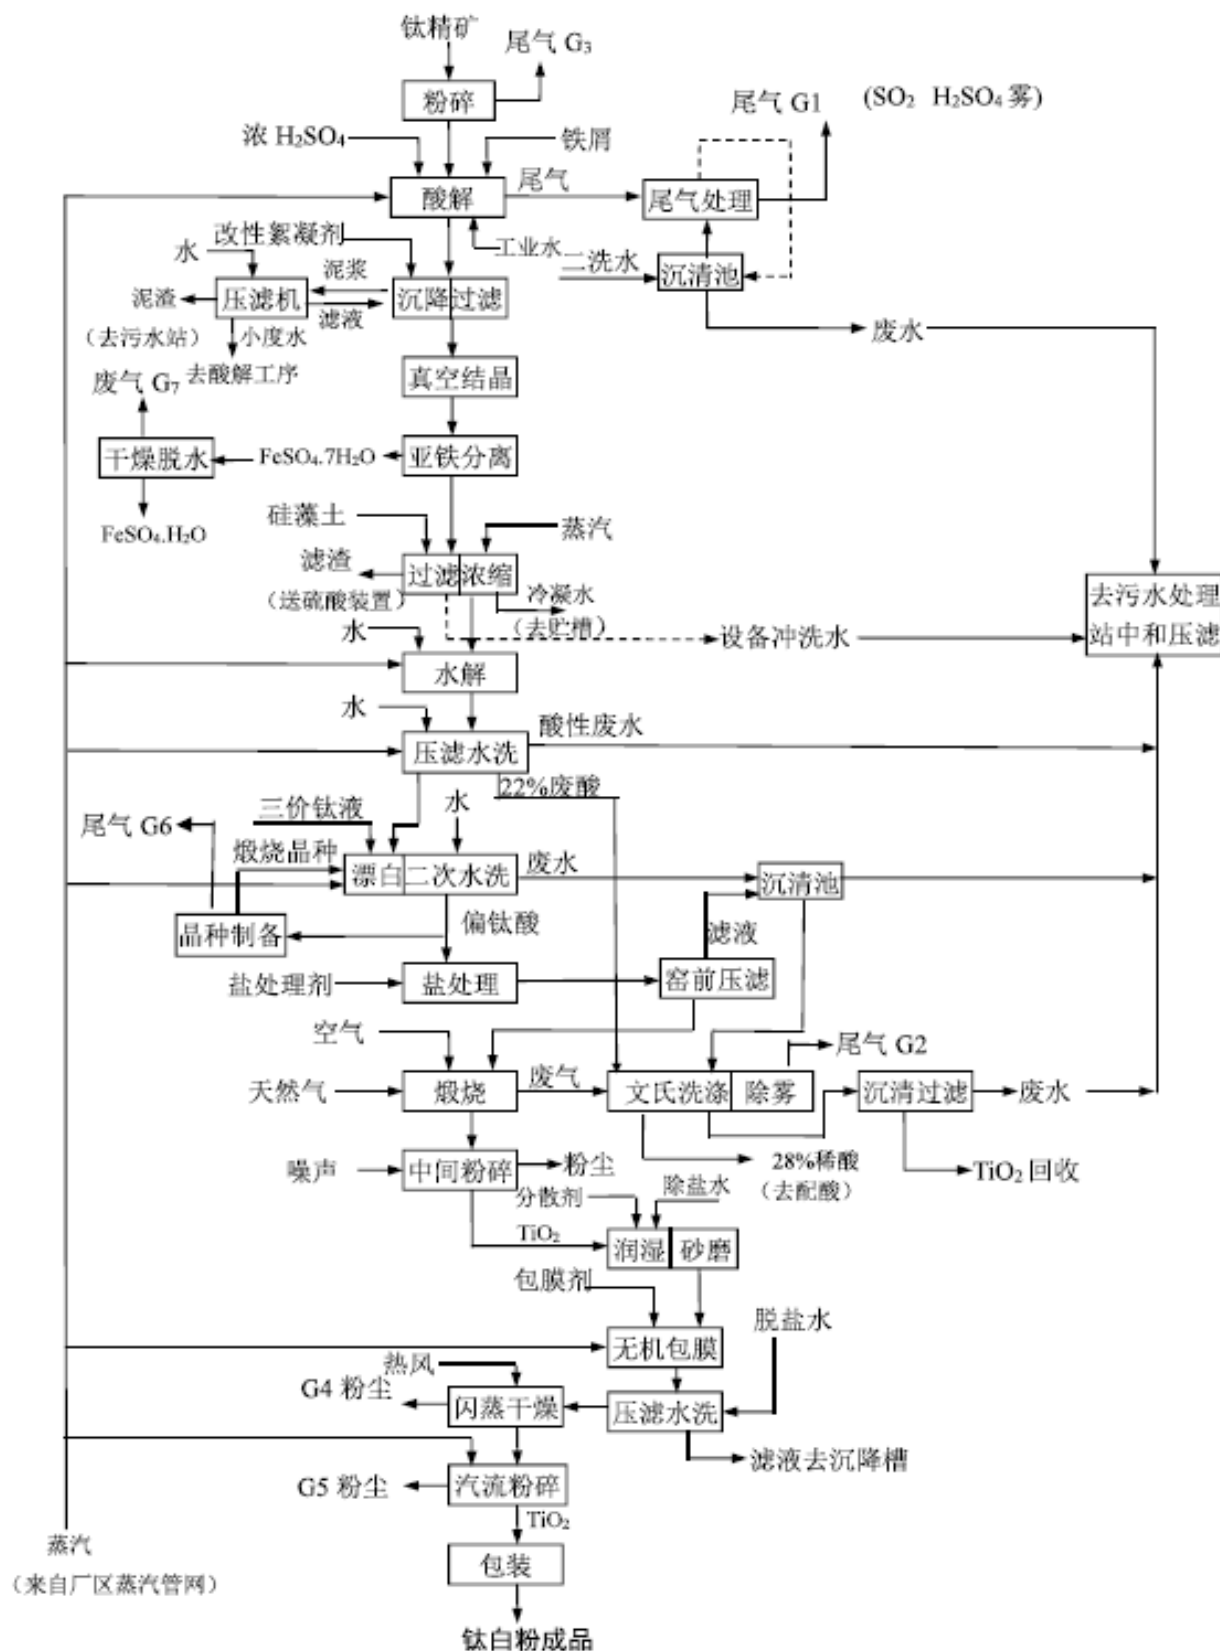 钛精矿
尾气 G₃
粉碎
尾气 G1 (SO₂ H₂SO₄ 雾)
浓 H₂SO₄
铁屑
酸解
尾气
尾气处理
改性絮凝剂
工业水
二洗水
沉清池
水
泥浆
泥渣
压滤机
滤液
沉降过滤
(去污水站)
小度水
废水
废气 G₇
去酸解工序
真空结晶
干燥脱水
FeSO₄.7H₂O
亚铁分离
FeSO₄.H₂O
硅藻土
蒸汽
滤渣
过滤
浓缩
(送硫酸装置)
冷凝水
(去贮槽)
去污水处理
站中和压滤
水
设备冲洗水
水解
水
压滤水洗
酸性废水
22%废酸
三价钛液
水
尾气 G6
煅烧晶种
漂白
二次水洗
废水
沉清池
晶种制备
偏钛酸
滤液
盐处理剂
盐处理
窑前压滤
空气
尾气 G2
天然气
煅烧
废气
文氏洗涤
除雾
沉清过滤
废水
噪声
中间粉碎
粉尘
28%稀酸
(去配酸)
TiO₂ 回收
分散剂
除盐水
TiO₂
润湿
砂磨
包膜剂
脱盐水
无机包膜
热风
G4 粉尘
闪蒸干燥
压滤水洗
滤液去沉降槽
G5 粉尘
汽流粉碎
TiO₂
蒸汽
(来自厂区蒸汽管网)
包装
钛白粉成品